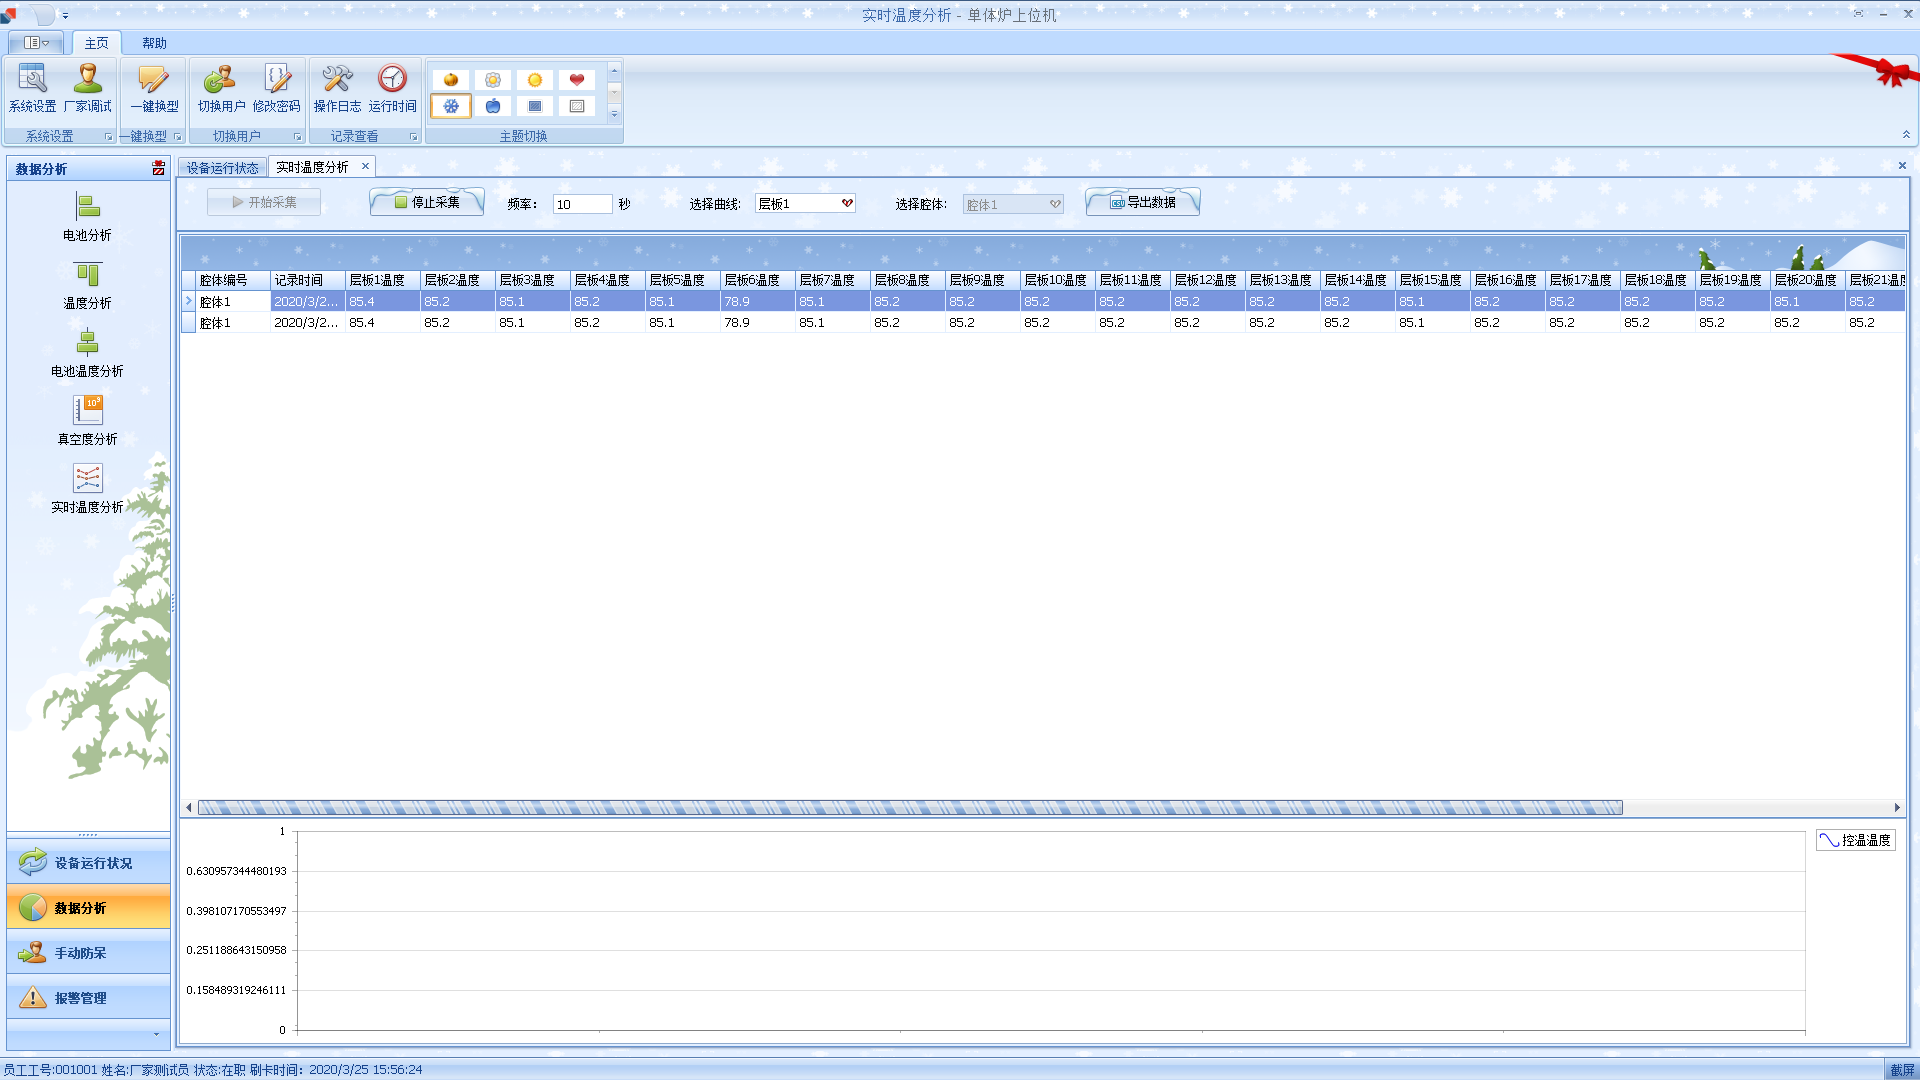 实时温度分析 - 单体炉上位机
主页 帮助
系统设置 厂家调试 一键换型 切换用户 修改密码 操作日志 运行时间
系统设置 一键换型 切换用户 记录查看 主题切换
数据分析
电池分析
温度分析
电池温度分析
真空度分析
实时温度分析
设备运行状况
数据分析
手动防呆
报警管理
设备运行状态 实时温度分析
开始采集 停止采集 频率： 10 秒 选择曲线: 层板1 选择腔体: 腔体1 导出数据
腔体编号 记录时间 层板1温度 层板2温度 层板3温度 层板4温度 层板5温度 层板6温度 层板7温度 层板8温度 层板9温度 层板10温度 层板11温度 层板12温度 层板13温度 层板14温度 层板15温度 层板16温度 层板17温度 层板18温度 层板19温度 层板20温度 层板21温度
腔体1 2020/3/2... 85.4 85.2 85.1 85.2 85.1 78.9 85.1 85.2 85.2 85.2 85.2 85.2 85.2 85.2 85.1 85.2 85.2 85.2 85.2 85.1 85.2
腔体1 2020/3/2... 85.4 85.2 85.1 85.2 85.1 78.9 85.1 85.2 85.2 85.2 85.2 85.2 85.2 85.2 85.1 85.2 85.2 85.2 85.2 85.2 85.2
1
0.630957344480193
0.398107170553497
0.251188643150958
0.158489319246111
0
控温温度
员工工号:001001 姓名:厂家测试员 状态:在职 刷卡时间：2020/3/25 15:56:24
截屏